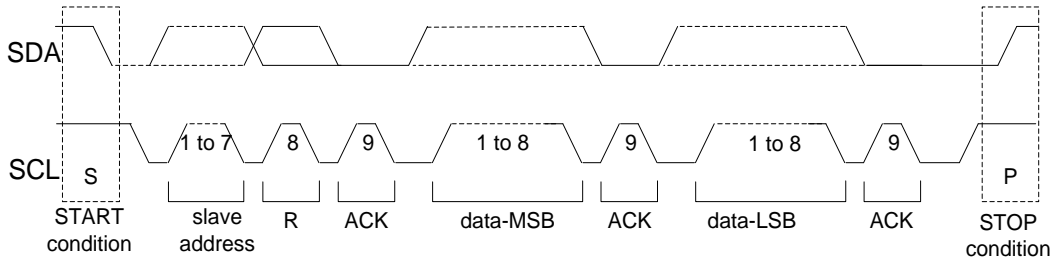 SDA
1 to 7 8 9 1 to 8 9 1 to 8 9
SCL
S P
START condition
slave address
R
ACK
data-MSB
ACK
data-LSB
ACK
STOP condition